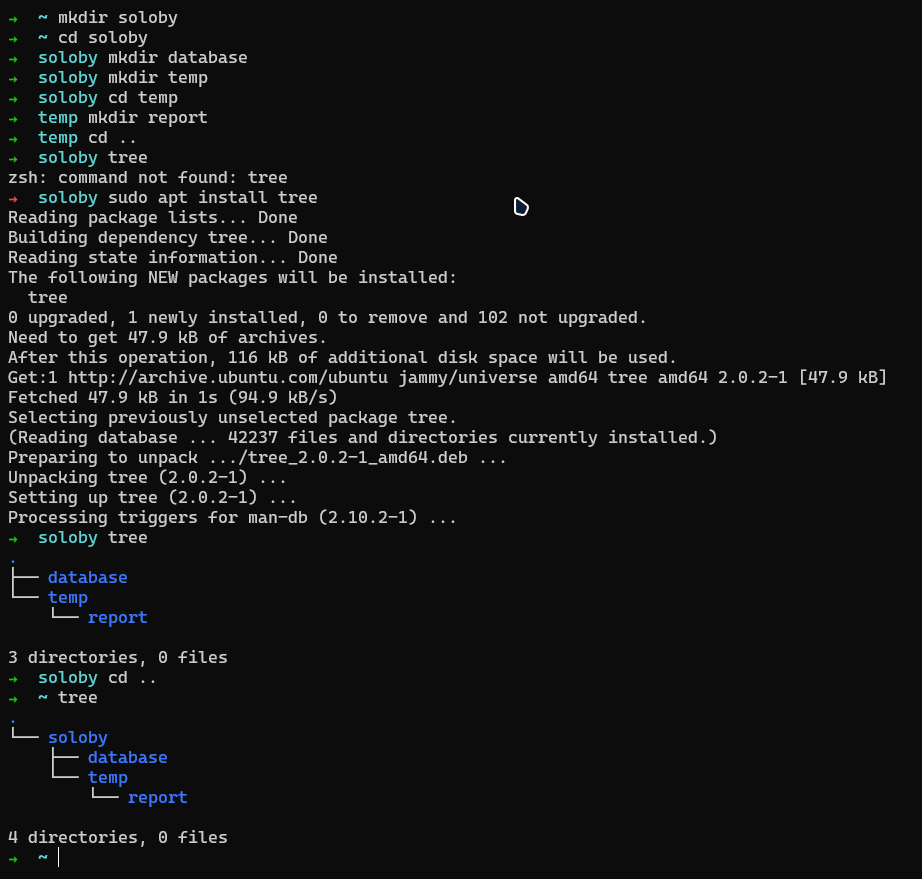 →  ~ mkdir soloby
→  ~ cd soloby
→  soloby mkdir database
→  soloby mkdir temp
→  soloby cd temp
→  temp mkdir report
→  temp cd ..
→  soloby tree
zsh: command not found: tree
→  soloby sudo apt install tree
Reading package lists... Done
Building dependency tree... Done
Reading state information... Done
The following NEW packages will be installed:
  tree
0 upgraded, 1 newly installed, 0 to remove and 102 not upgraded.
Need to get 47.9 kB of archives.
After this operation, 116 kB of additional disk space will be used.
Get:1 http://archive.ubuntu.com/ubuntu jammy/universe amd64 tree amd64 2.0.2-1 [47.9 kB]
Fetched 47.9 kB in 1s (94.9 kB/s)
Selecting previously unselected package tree.
(Reading database ... 42237 files and directories currently installed.)
Preparing to unpack .../tree_2.0.2-1_amd64.deb ...
Unpacking tree (2.0.2-1) ...
Setting up tree (2.0.2-1) ...
Processing triggers for man-db (2.10.2-1) ...
→  soloby tree
.
├── database
└── temp
    └── report

3 directories, 0 files
→  soloby cd ..
→  ~ tree
.
└── soloby
    ├── database
    └── temp
        └── report

4 directories, 0 files
→  ~